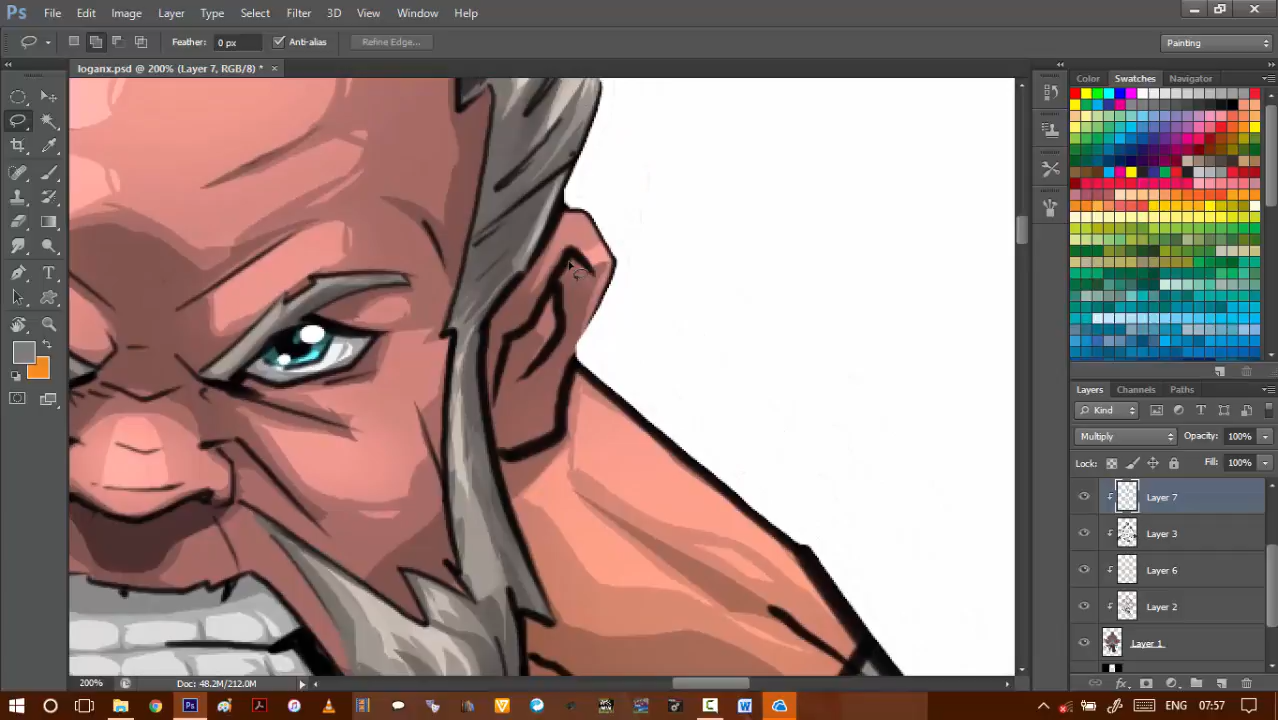 Ps File Edit Image Layer Type Select Filter 3D View Window Help
Feather: 0 px Anti-alias Refine Edge... Painting
loganx.psd @ 200% (Layer 7, RGB/8) *
Color Swatches Navigator
Layers Channels Paths
Kind
Multiply Opacity: 100%
Lock: Fill: 100%
Layer 7
Layer 3
Layer 6
Layer 2
Layer 1
200% Doc: 48.2M/212.0M
ENG 07:57